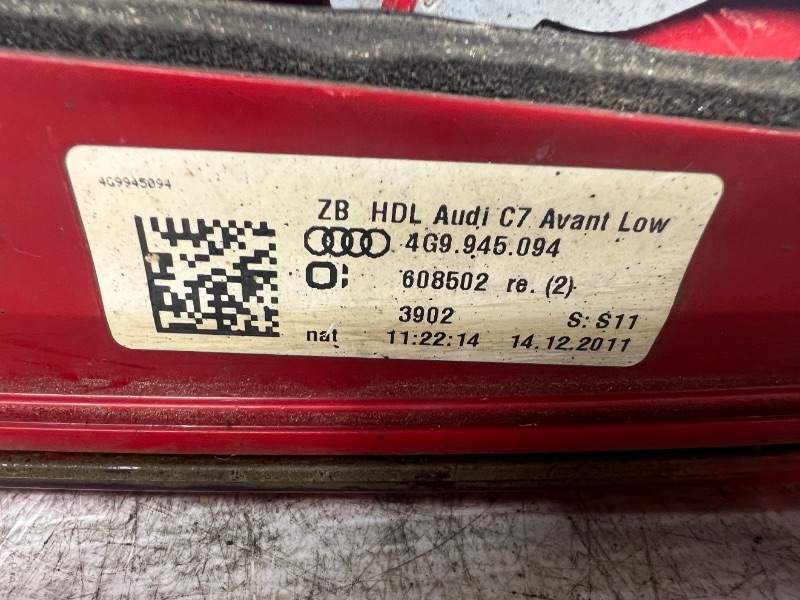 4G9945094
ZB HDL Audi C7 Avant Low
4G9.945.094
608502 re. (2)
3902 S: S11
nat 11:22:14 14.12.2011